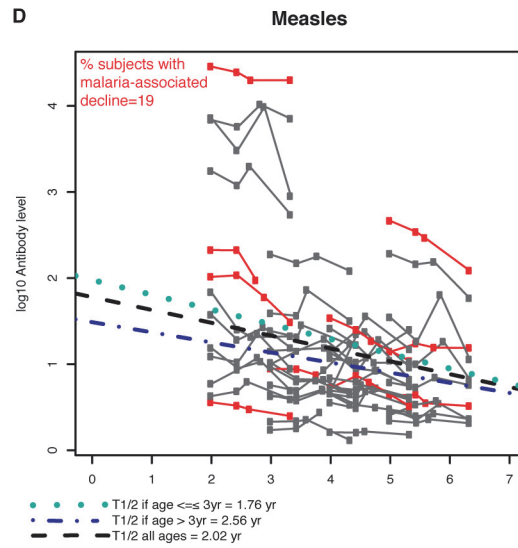 D
Measles
% subjects with
malaria-associated
decline=19
log10 Antibody level
4
3
2
1
0
0 1 2 3 4 5 6 7
T1/2 if age <=≤ 3yr = 1.76 yr
T1/2 if age > 3yr = 2.56 yr
T1/2 all ages = 2.02 yr